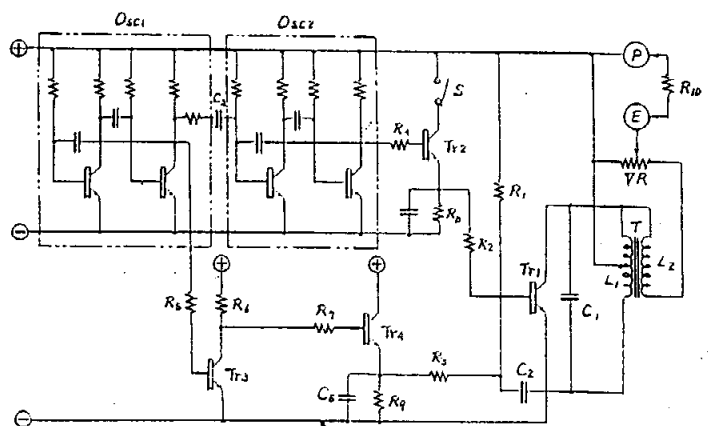 Osc1
Osc2
⊕
P
C3
S
R10
R4
E
Tr2
VR
R1
R8
T
⊖
R2
Tr1
L1
L2
⊕
⊕
C1
R5
R6
R7
Tr4
R3
C2
Tr3
C5
R9
⊖